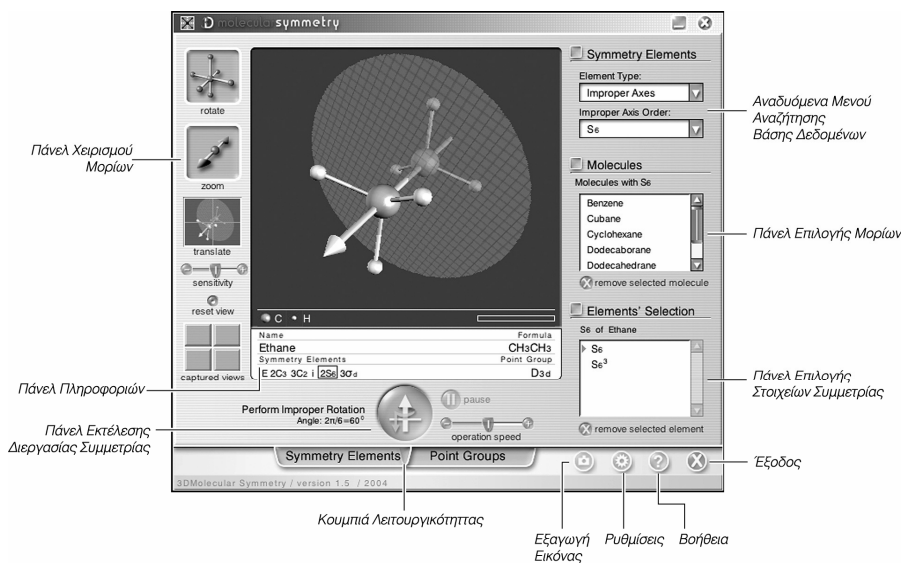 3D molecular symmetry
rotate
zoom
translate
sensitivity
reset view
captured views
C H
Name Formula
Ethane CH3CH3
Symmetry Elements Point Group
E 2C3 3C2 i 2S6 3σd D3d
Perform Improper Rotation
Angle: 2π/6=60°
pause
operation speed
Symmetry Elements
Element Type:
Improper Axes
Improper Axis Order:
S6
Molecules
Molecules with S6
Benzene
Cubane
Cyclohexane
Dodecaborane
Dodecahedrane
remove selected molecule
Elements' Selection
S6 of Ethane
S6
S6³
remove selected element
Symmetry Elements Point Groups
3DMolecular Symmetry / version 1.5 / 2004
Πάνελ Χειρισμού
Μορίων
Πάνελ Πληροφοριών
Πάνελ Εκτέλεσης
Διεργασίας Συμμετρίας
Κουμπιά Λειτουργικότηττας
Αναδυόμενα Μενού
Αναζήτησης
Βάσης Δεδομένων
Πάνελ Επιλογής Μορίων
Πάνελ Επιλογής
Στοιχείων Συμμετρίας
Έξοδος
Εξαγωγή
Εικόνας
Ρυθμίσεις
Βοήθεια